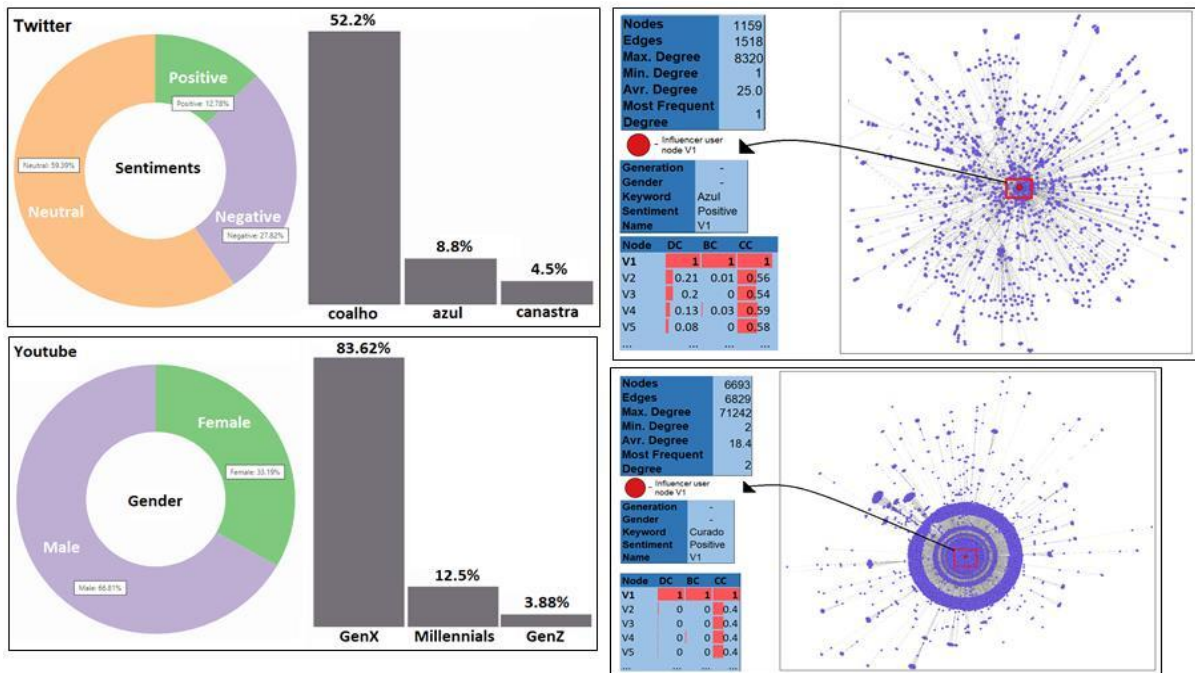 Twitter
Positive
Positive: 12.78%
Neutral: 59.39%
Sentiments
Neutral
Negative
Negative: 27.82%
52.2%
8.8%
4.5%
coalho azul canastra
Nodes 1159
Edges 1518
Max. Degree 8320
Min. Degree 1
Avr. Degree 25.0
Most Frequent
Degree 1
- Influencer user
node V1
Generation -
Gender -
Keyword Azul
Sentiment Positive
Name V1
Node DC BC CC
V1 1 1 1
V2 0.21 0.01 0.56
V3 0.2 0 0.54
V4 0.13 0.03 0.59
V5 0.08 0 0.58
... ... ... ...
Youtube
Female
Female: 33.19%
Gender
Male
Male: 66.81%
83.62%
12.5%
3.88%
GenX Millennials GenZ
Nodes 6693
Edges 6829
Max. Degree 71242
Min. Degree 2
Avr. Degree 18.4
Most Frequent
Degree 2
- Influencer user
node V1
Generation -
Gender -
Keyword Curado
Sentiment Positive
Name V1
Node DC BC CC
V1 1 1 1
V2 0 0 0.4
V3 0 0 0.4
V4 0 0 0.4
V5 0 0 0.4
... ... ... ...